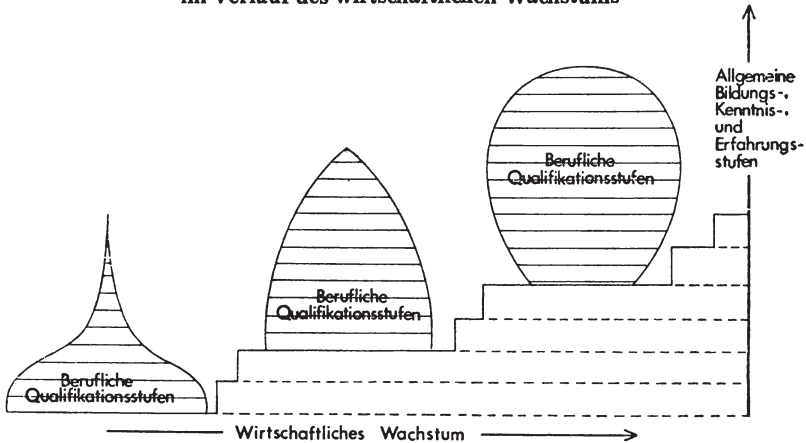 im Verlauf des wirtschaftlichen Wachstums
Allgemeine
Bildungs-,
Kenntnis-,
und
Erfahrungs-
stufen
Berufliche
Qualifikationsstufen
Berufliche
Qualifikationsstufen
Berufliche
Qualifikationsstufen
Wirtschaftliches Wachstum